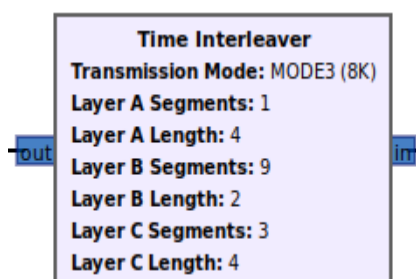 Time Interleaver
Transmission Mode: MODE3 (8K)
Layer A Segments: 1
Layer A Length: 4
out
in
Layer B Segments: 9
Layer B Length: 2
Layer C Segments: 3
Layer C Length: 4